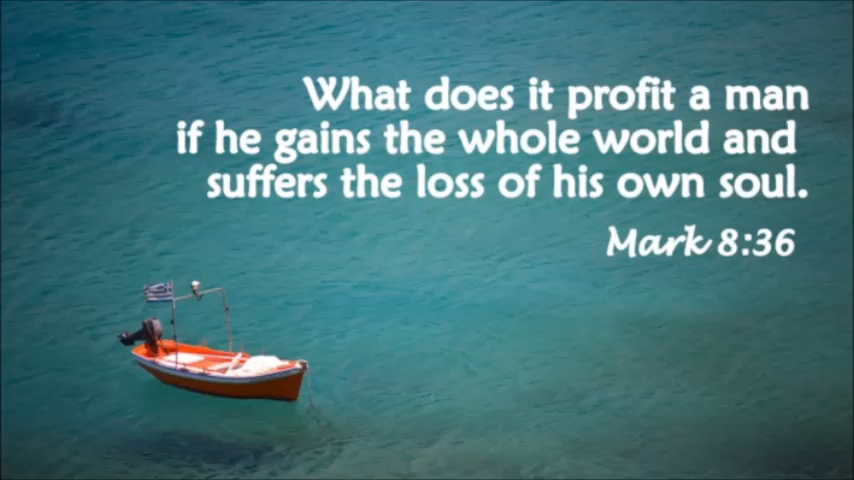 What does it profit a man
if he gains the whole world and
suffers the loss of his own soul.
Mark 8:36